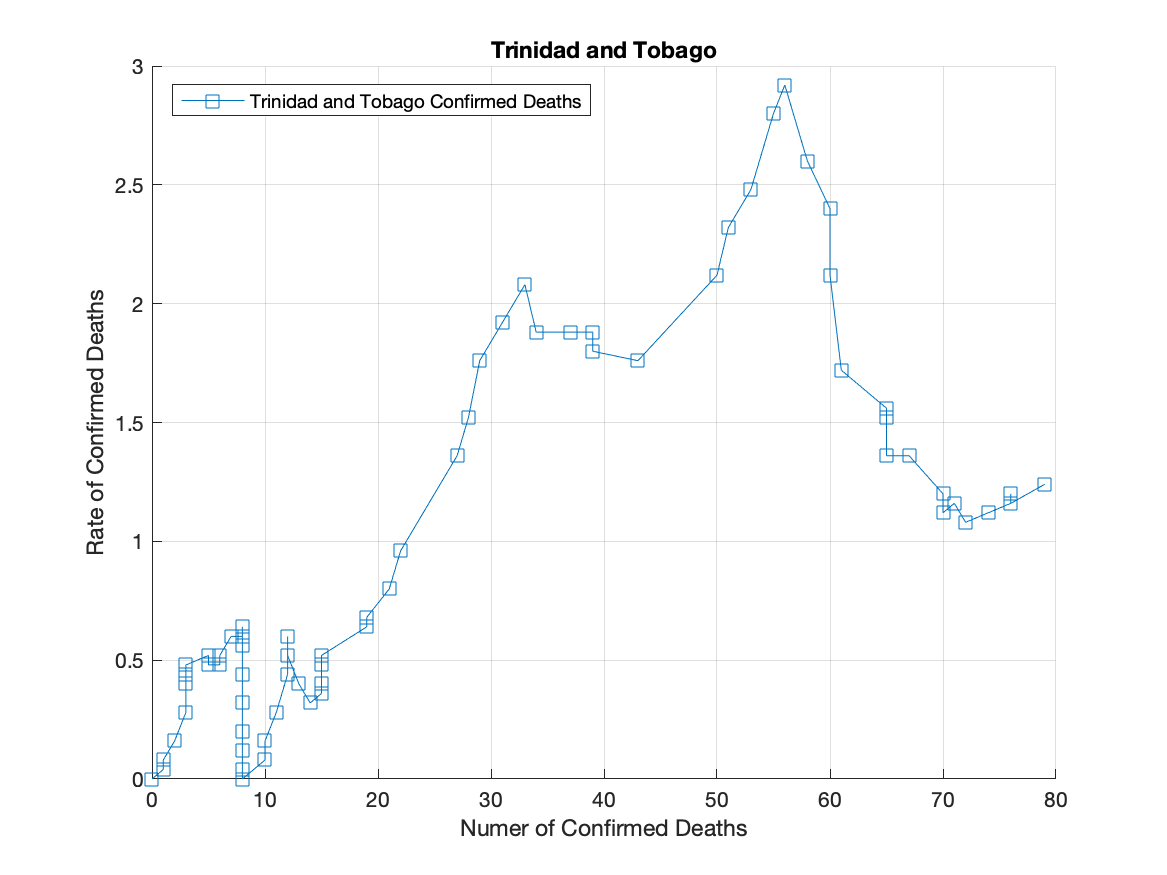 Trinidad and Tobago
Trinidad and Tobago Confirmed Deaths
Rate of Confirmed Deaths
3
2.5
2
1.5
1
0.5
0
0 10 20 30 40 50 60 70 80
Numer of Confirmed Deaths